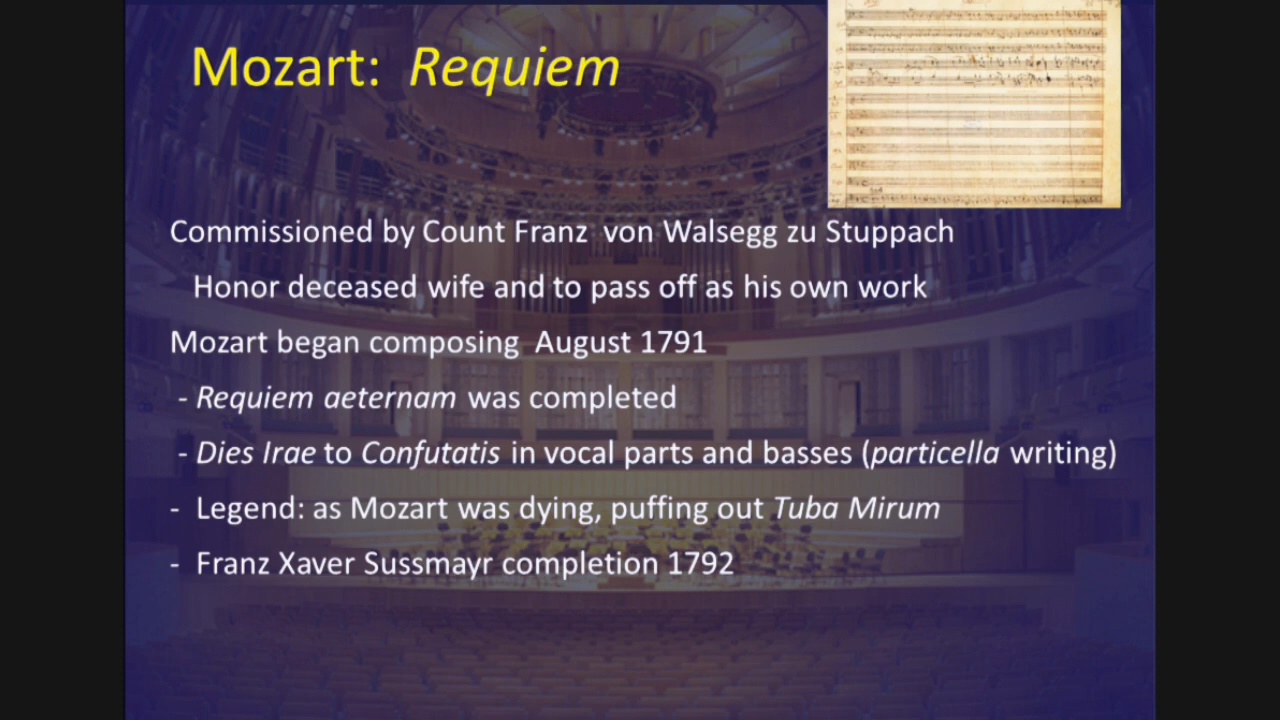 Mozart: Requiem
Commissioned by Count Franz von Walsegg zu Stuppach
Honor deceased wife and to pass off as his own work
Mozart began composing August 1791
- Requiem aeternam was completed
- Dies Irae to Confutatis in vocal parts and basses (particella writing)
- Legend: as Mozart was dying, puffing out Tuba Mirum
- Franz Xaver Sussmayr completion 1792